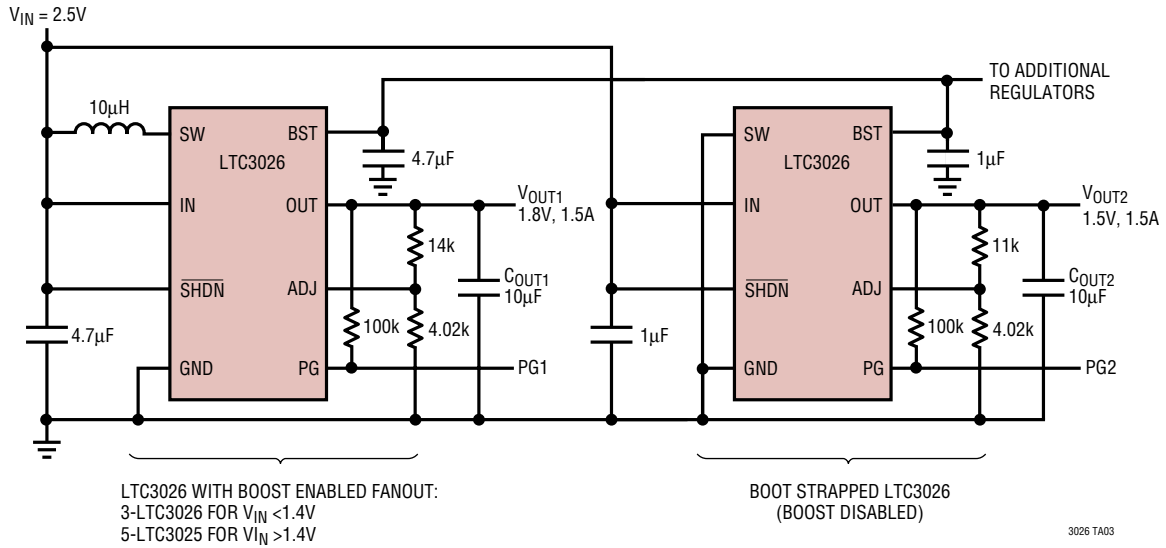 VIN = 2.5V
10µH
SW
BST
LTC3026
IN
OUT
SHDN
ADJ
GND
PG
4.7µF
4.7µF
VOUT1
1.8V, 1.5A
14k
COUT1
10µF
100k
4.02k
PG1
TO ADDITIONAL
REGULATORS
SW
BST
LTC3026
IN
OUT
SHDN
ADJ
GND
PG
1µF
1µF
VOUT2
1.5V, 1.5A
11k
COUT2
10µF
100k
4.02k
PG2
LTC3026 WITH BOOST ENABLED FANOUT:
3-LTC3026 FOR VIN <1.4V
5-LTC3025 FOR VIN >1.4V
BOOT STRAPPED LTC3026
(BOOST DISABLED)
3026 TA03